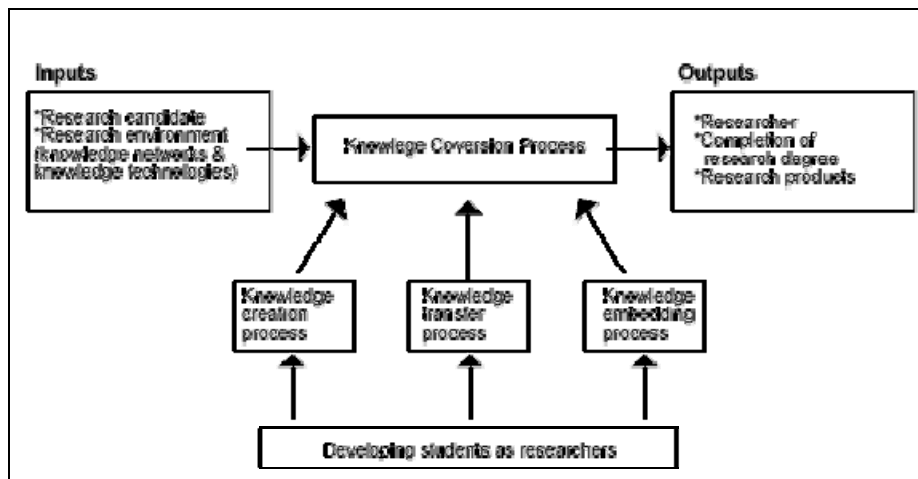 Inputs
*Research candidate
*Research environment
(knowledge networks &
knowledge technologies)
Knowlege Coversion Process
Outputs
*Researcher
*Completion of
research degree
*Research products
Knowledge
creation
process
Knowledge
transfer
process
Knowledge
embedding
process
Developing students as researchers